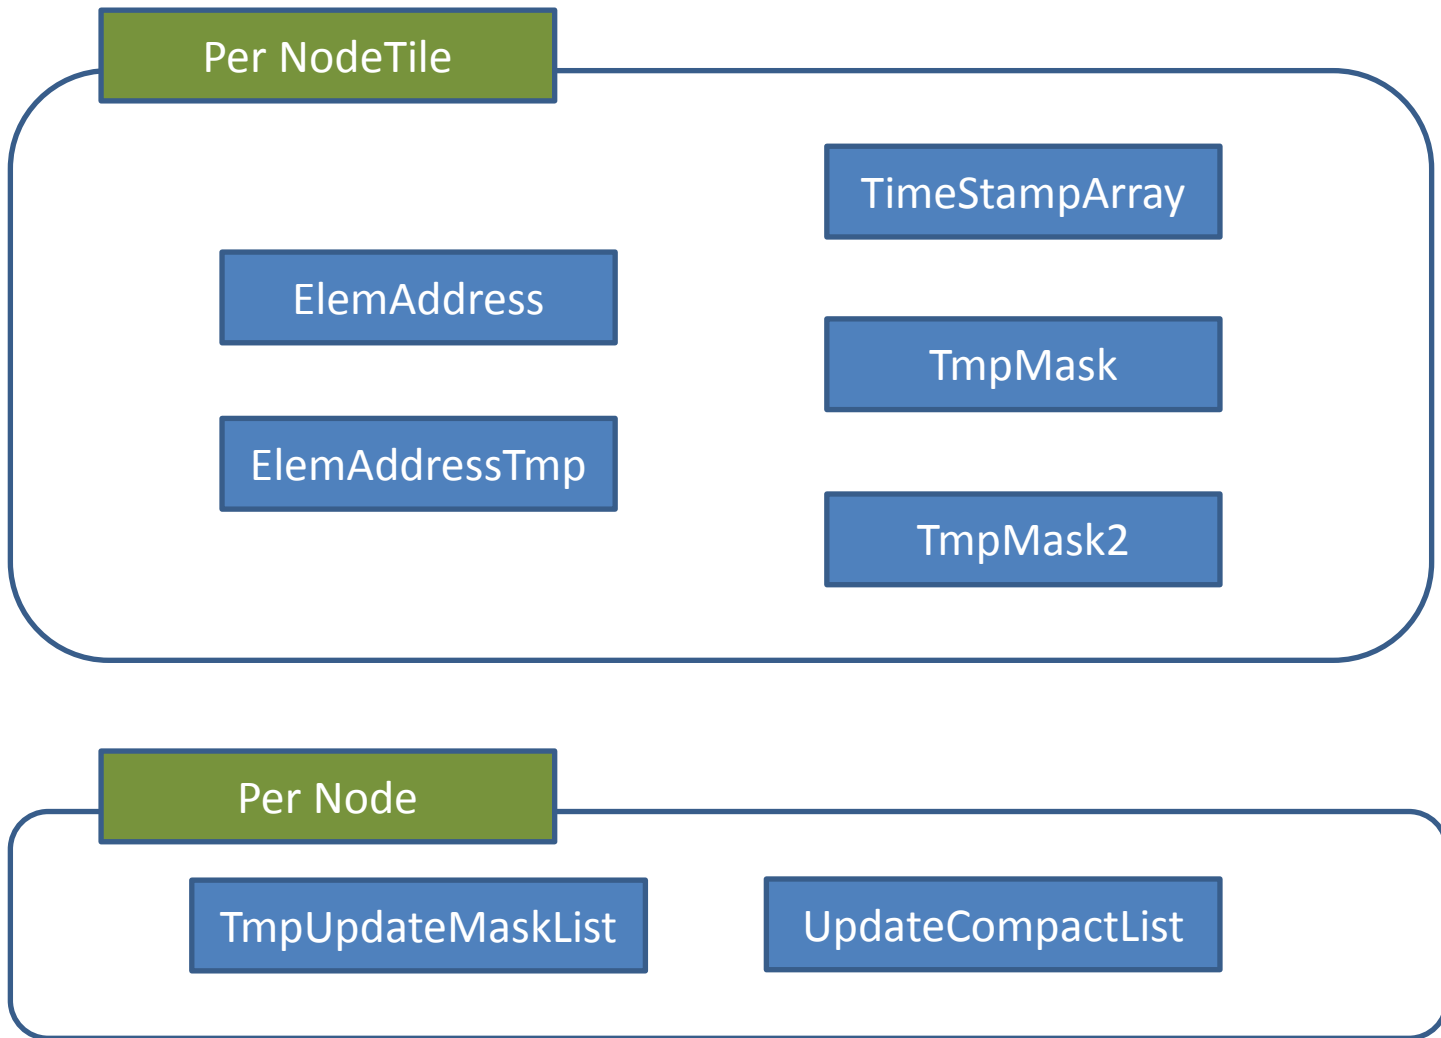 Per NodeTile
TimeStampArray
ElemAddress
TmpMask
ElemAddressTmp
TmpMask2
Per Node
TmpUpdateMaskList
UpdateCompactList